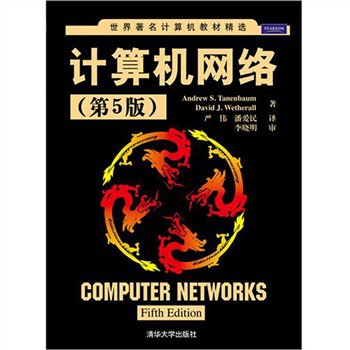 世界著名计算机教材精选
PEARSON
计算机网络
(第5版)
Andrew S. Tanenbaum
David J. Wetherall 著
严 伟 潘爱民 译
李晓明 审
COMPUTER NETWORKS
Fifth Edition
清华大学出版社